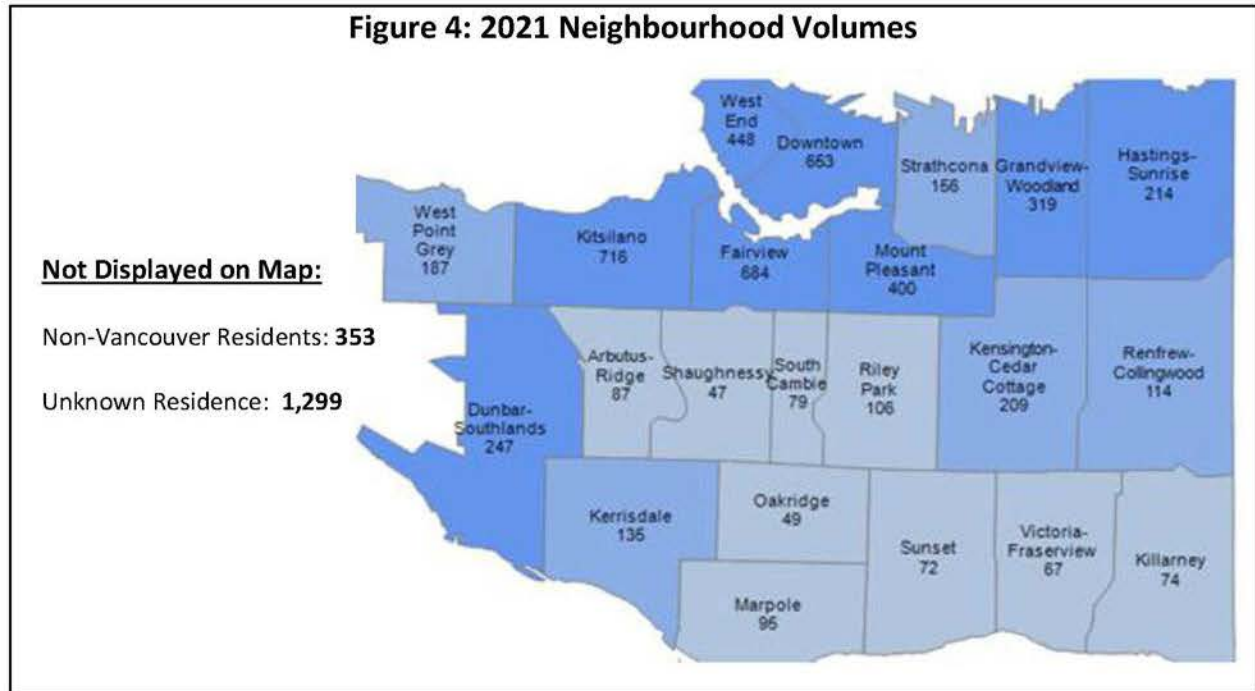 Figure 4: 2021 Neighbourhood Volumes
West
End
448
Downtown
653
Strathcona
156
Grandview-
Woodland
319
Hastings-
Sunrise
214
West
Point
Grey
187
Kitsilano
716
Fairview
684
Mount
Pleasant
400
Not Displayed on Map:
Non-Vancouver Residents: 353
Unknown Residence: 1,299
Dunbar-
Southlands
247
Arbutus-
Ridge
87
Shaughnessy
47
South
Cambie
79
Riley
Park
106
Kensington-
Cedar
Cottage
209
Renfrew-
Collingwood
114
Kerrisdale
135
Oakridge
49
Marpole
95
Sunset
72
Victoria-
Fraserview
67
Killarney
74